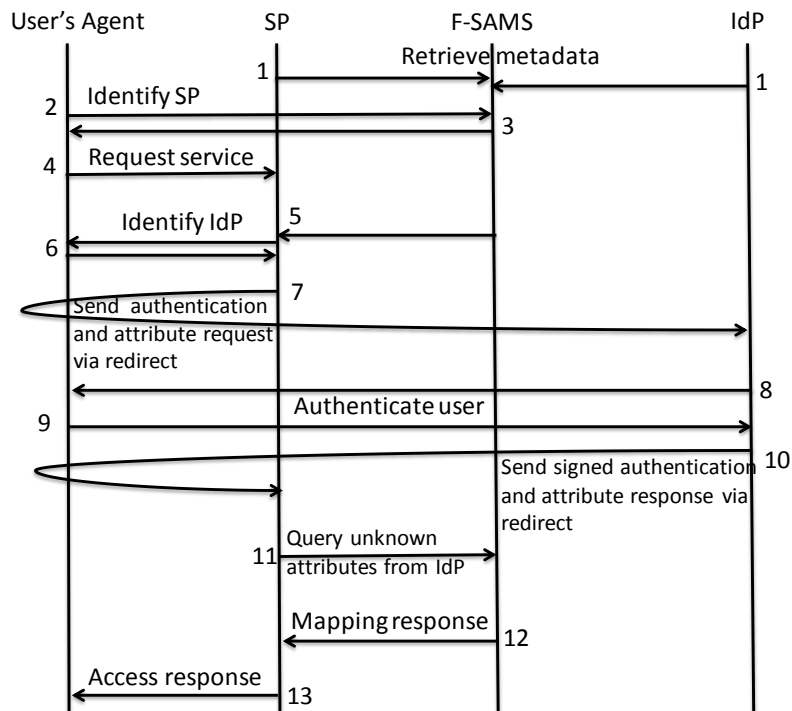 User's Agent SP F-SAMS IdP
Retrieve metadata
1 1
Identify SP
2
3
Request service
4
5
Identify IdP
6
7
Send authentication
and attribute request
via redirect
8
Authenticate user
9
10
Send signed authentication
and attribute response via
redirect
Query unknown
11
attributes from IdP
Mapping response
12
Access response
13